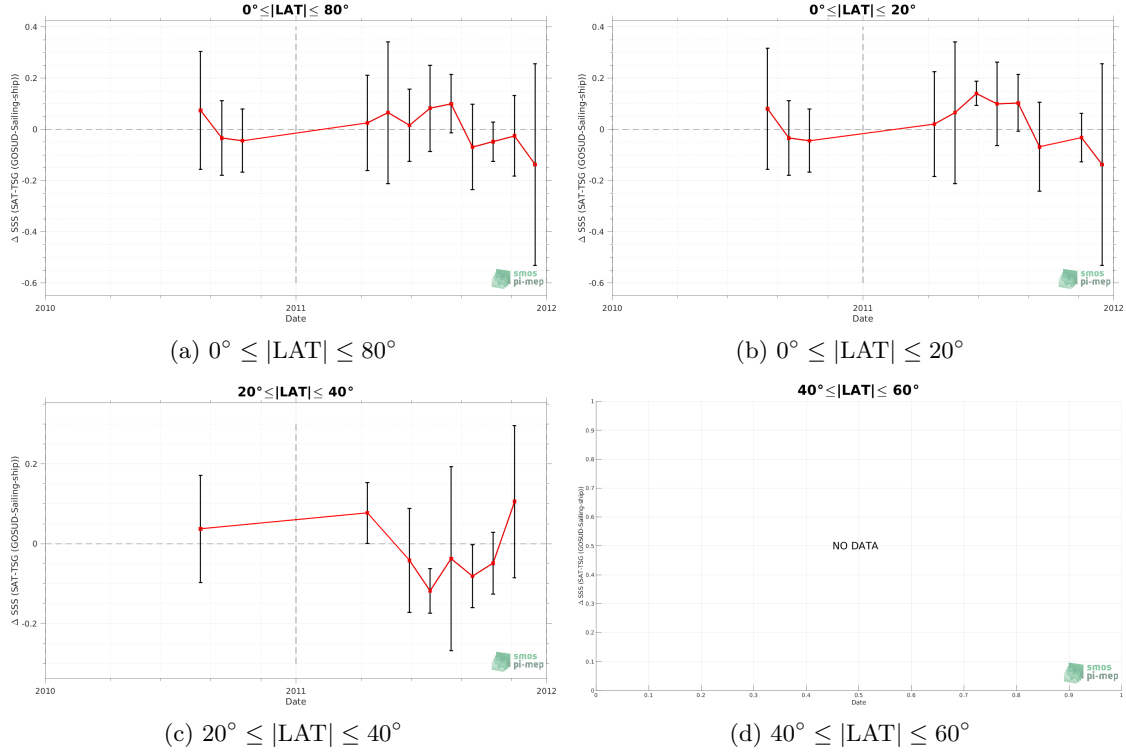 0°≤|LAT|≤ 80°
Δ SSS (SAT-TSG (GOSUD-Sailing-ship))
0.4
0.2
0
-0.2
-0.4
-0.6
2010
2011
2012
Date
smos
pi-mep
(a) 0° ≤ |LAT| ≤ 80°
0°≤|LAT|≤ 20°
Δ SSS (SAT-TSG (GOSUD-Sailing-ship))
0.4
0.2
0
-0.2
-0.4
-0.6
2010
2011
2012
Date
smos
pi-mep
(b) 0° ≤ |LAT| ≤ 20°
20°≤|LAT|≤ 40°
Δ SSS (SAT-TSG (GOSUD-Sailing-ship))
0.2
0
-0.2
2010
2011
2012
Date
smos
pi-mep
(c) 20° ≤ |LAT| ≤ 40°
40°≤|LAT|≤ 60°
Δ SSS (SAT-TSG (GOSUD-Sailing-ship))
1
0.9
0.8
0.7
0.6
0.5
0.4
0.3
0.2
0.1
0
NO DATA
0
0.1
0.2
0.3
0.4
0.5
0.6
0.7
0.8
0.9
1
Date
smos
pi-mep
(d) 40° ≤ |LAT| ≤ 60°